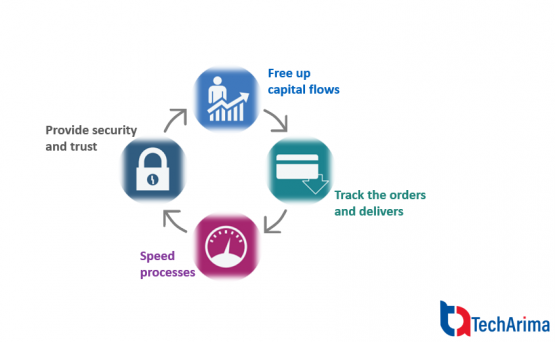 Free up
capital flows
Provide security
and trust
Track the orders
and delivers
Speed
processes
TechArima